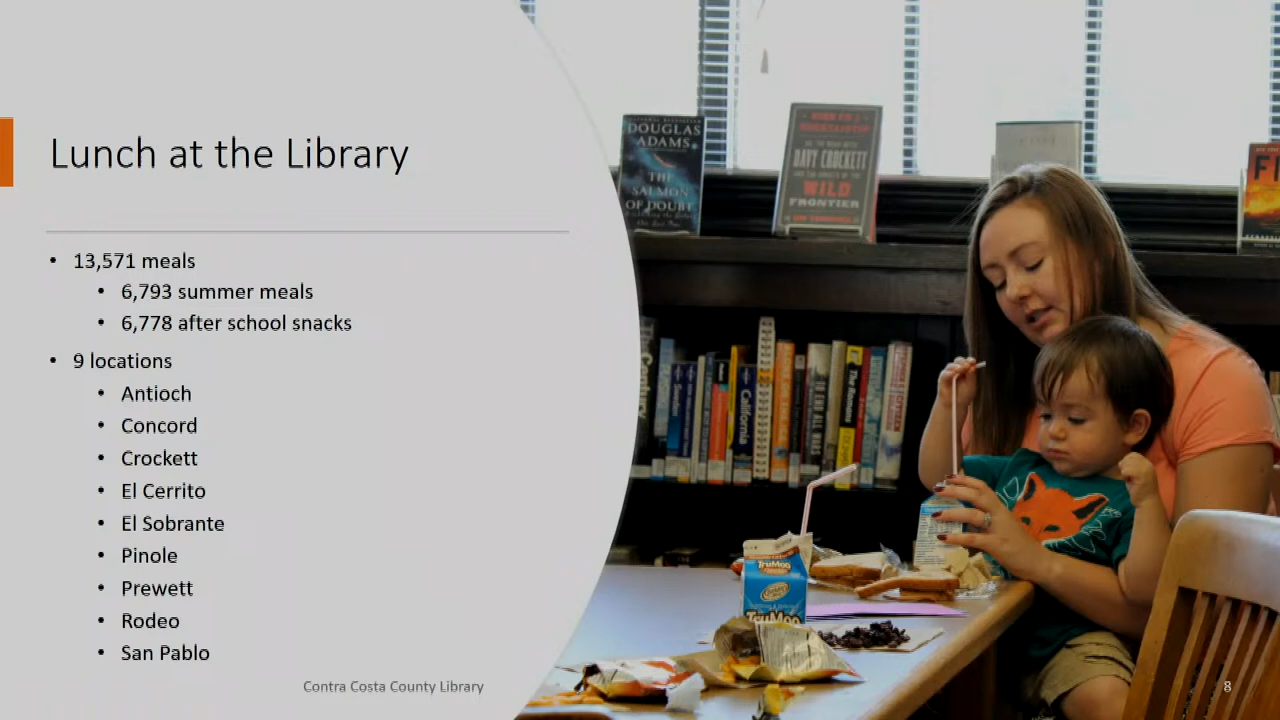 Lunch at the Library
• 13,571 meals
• 6,793 summer meals
• 6,778 after school snacks
• 9 locations
• Antioch
• Concord
• Crockett
• El Cerrito
• El Sobrante
• Pinole
• Prewett
• Rodeo
• San Pablo
Contra Costa County Library
8
DOUGLAS
ADAMS
THE
SALMON
OF DOUBT
DAVY CROCKETT
WILD
FRONTIER
California
TruMoo
TruMoo